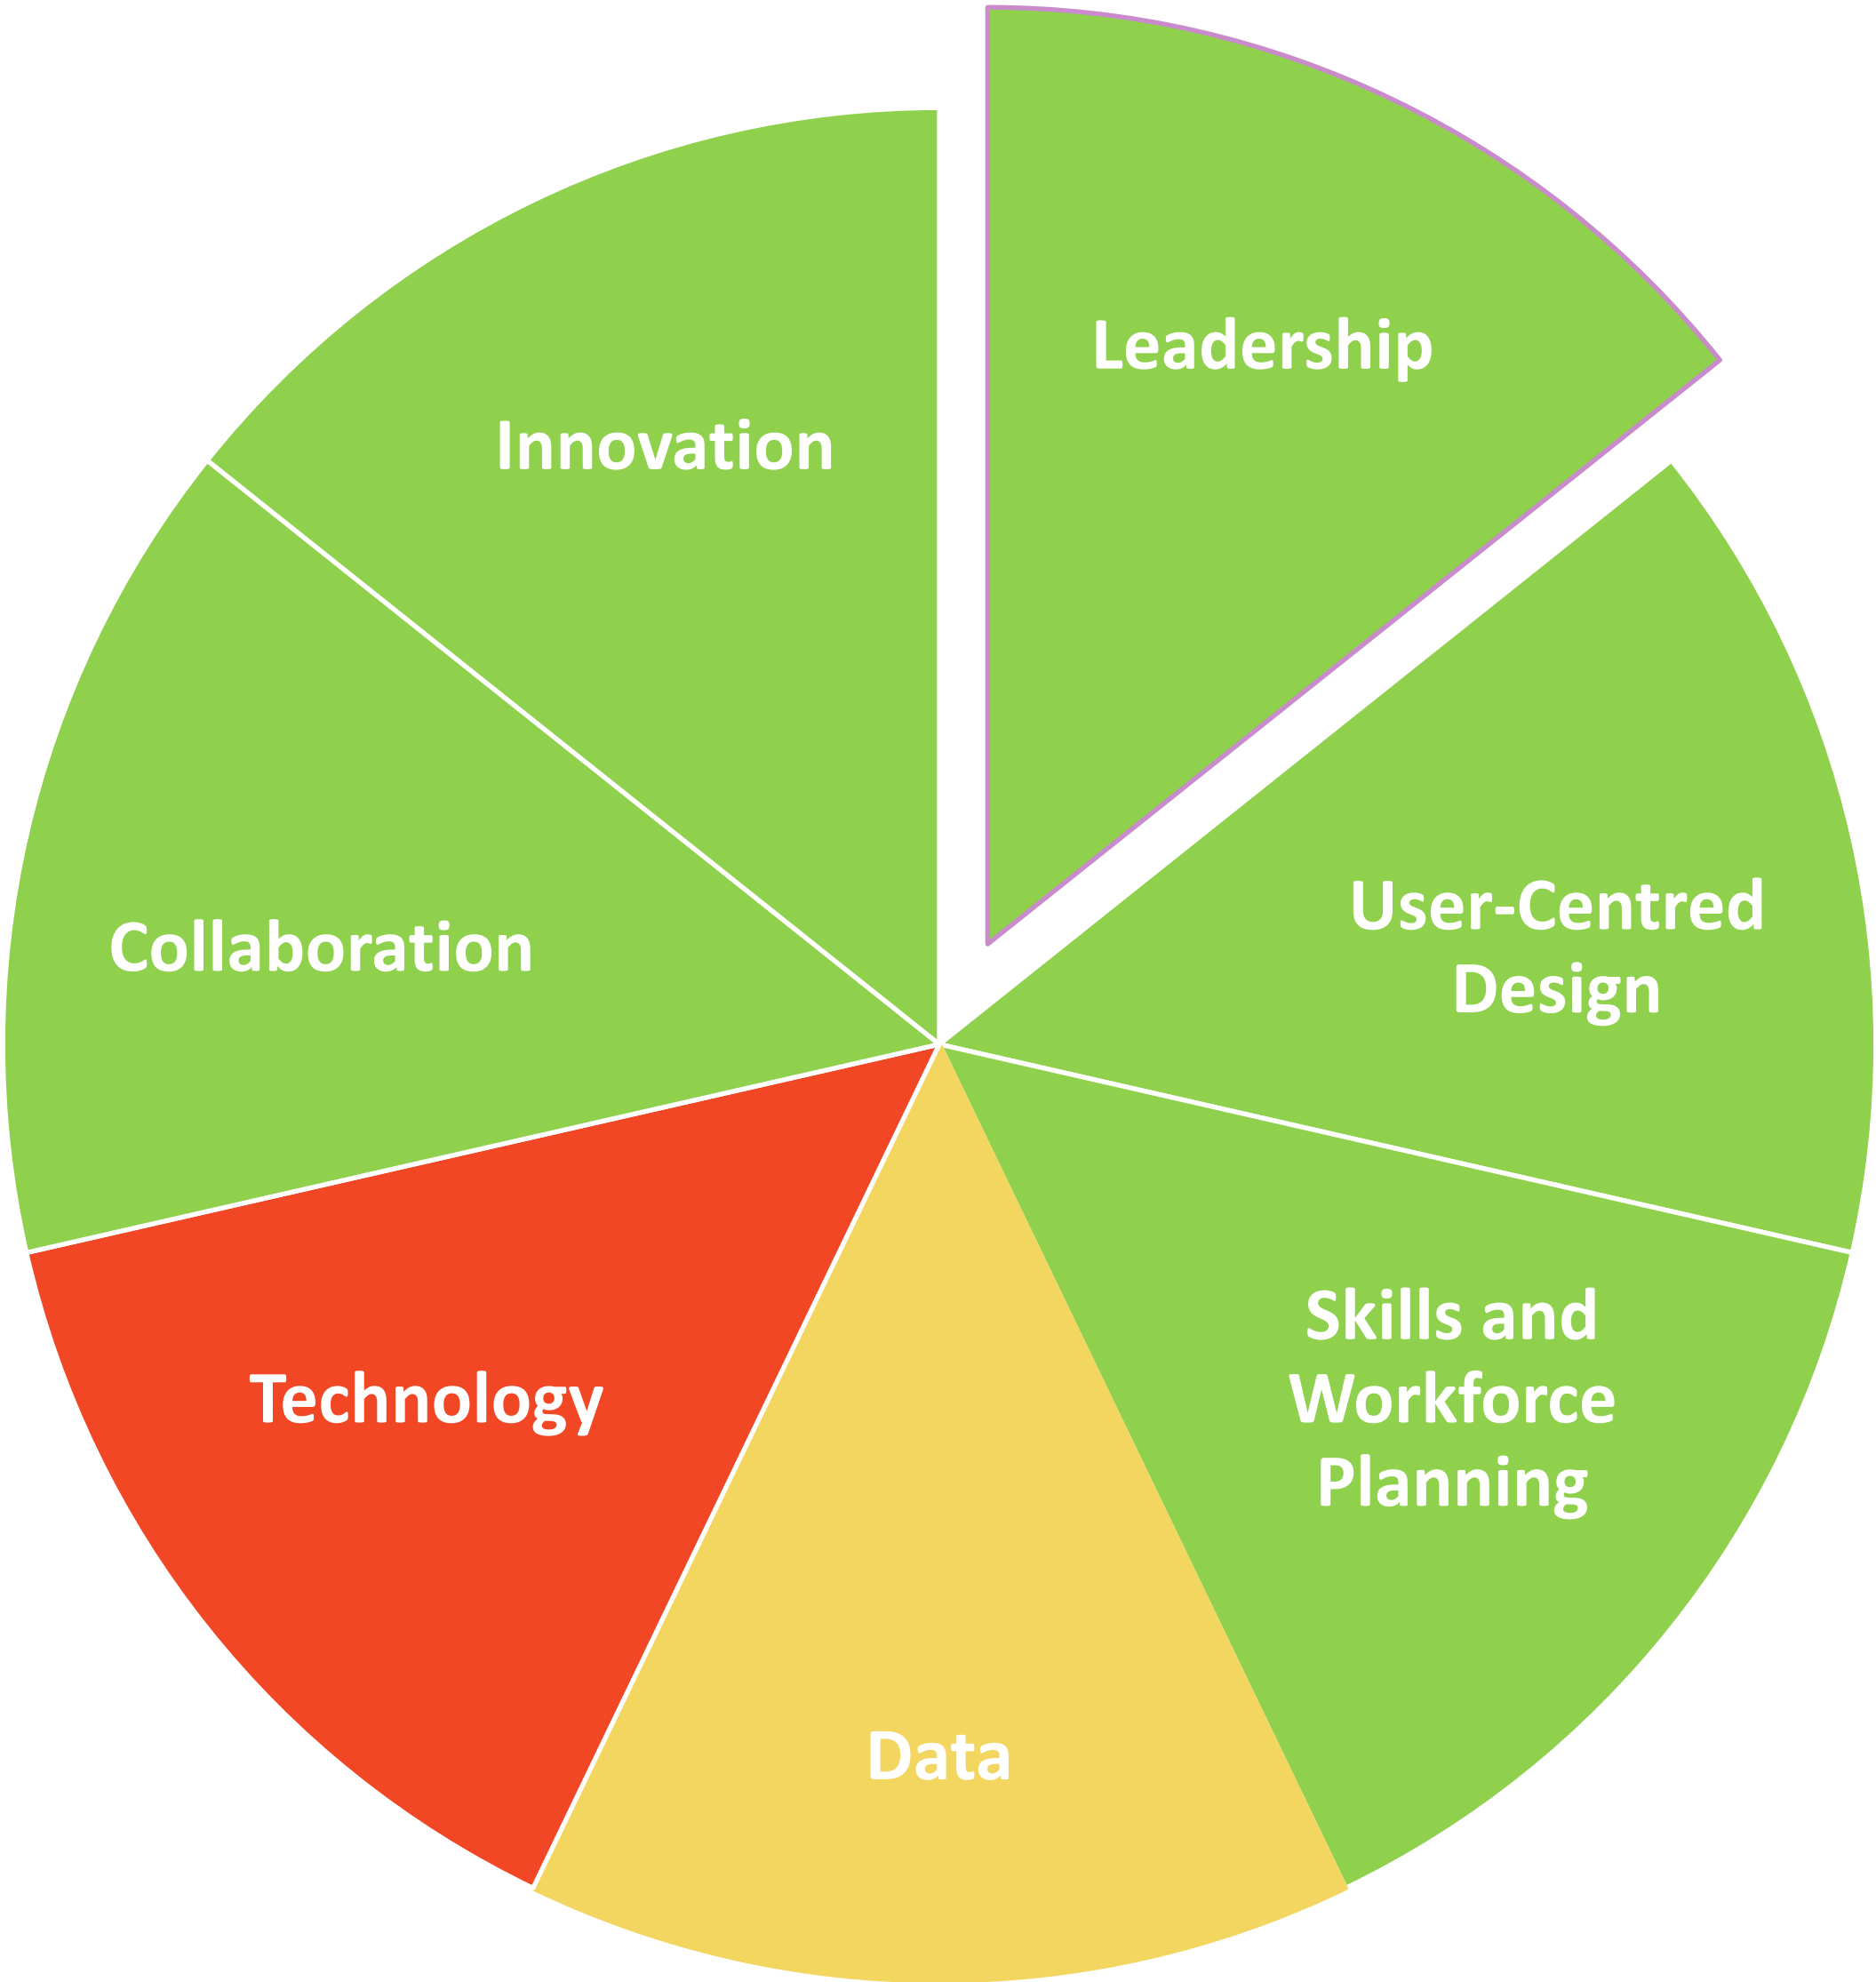 Leadership
User-Centred
Design
Skills and
Workforce
Planning
Data
Technology
Collaboration
Innovation